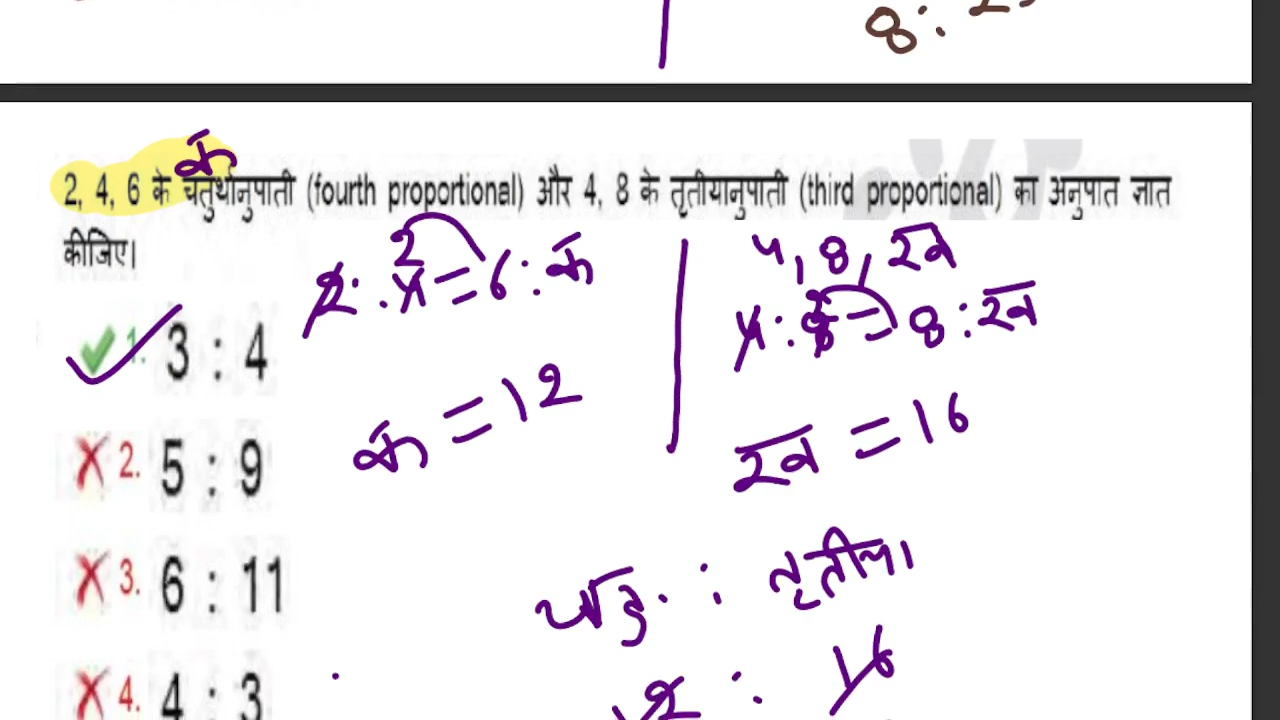 8 :
2, 4, 6 के चतुर्थानुपाती (fourth proportional) और 4, 8 के तृतीयानुपाती (third proportional) का अनुपात ज्ञात
कीजिए।
क
2
2 : 4 = 6 : क
क = 12
4, 8, ख
4 : 8 = 8 : ख
ख = 16
1. 3 : 4
2. 5 : 9
3. 6 : 11
4. 4 : 3
: तृतीया
12 : 16